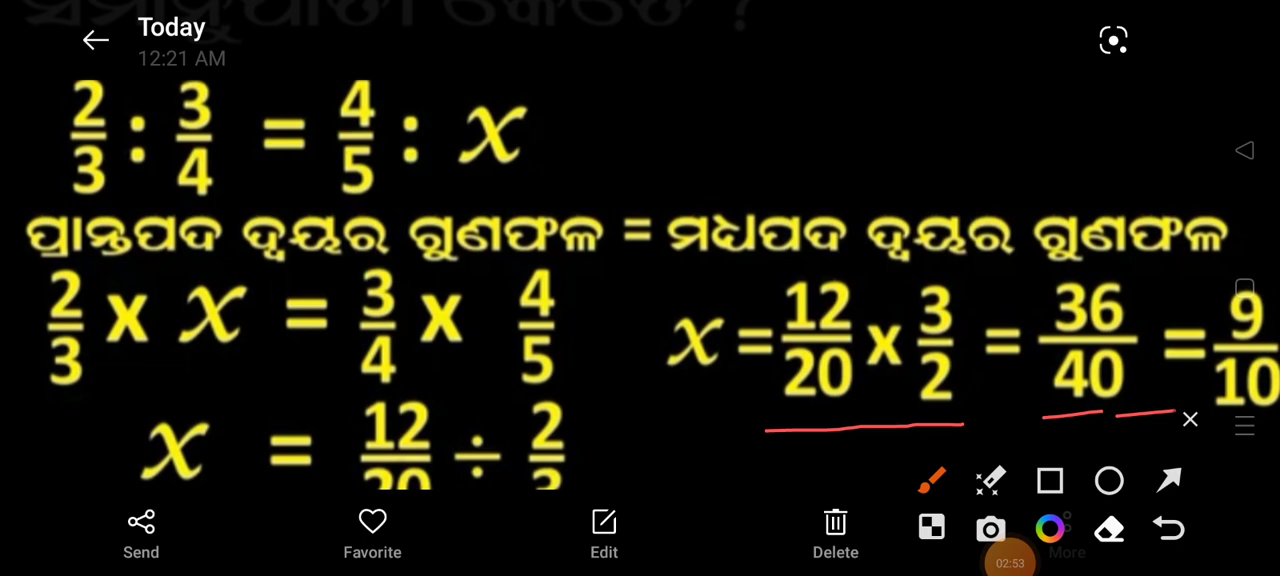 ସମାନୁପାତୀ କେତେ ?
Today
12:21 AM
2/3 : 3/4 = 4/5 : x
ପ୍ରାନ୍ତପଦ ଦ୍ୱୟର ଗୁଣଫଳ = ମଧ୍ୟପଦ ଦ୍ୱୟର ଗୁଣଫଳ
2/3 x x = 3/4 x 4/5
x = 12/20 ÷ 2/3
x = 12/20 x 3/2 = 36/40 = 9/10
Send Favorite Edit Delete More
02:53